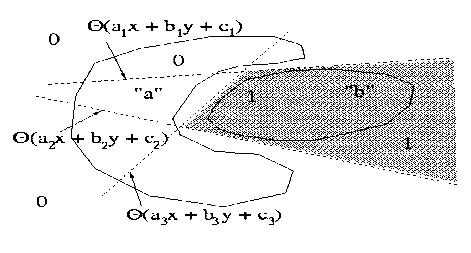 Θ(a₁x + b₁y + c₁)
0
0
"a"
1
"b"
Θ(a₂x + b₂y + c₂)
1
0
Θ(a₃x + b₃y + c₃)